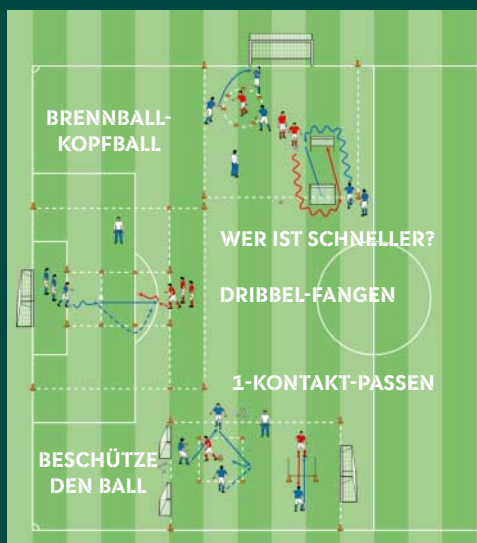 BRENNBALL-
KOPFBALL
WER IST SCHNELLER?
DRIBBEL-FANGEN
1-KONTAKT-PASSEN
BESCHÜTZE
DEN BALL